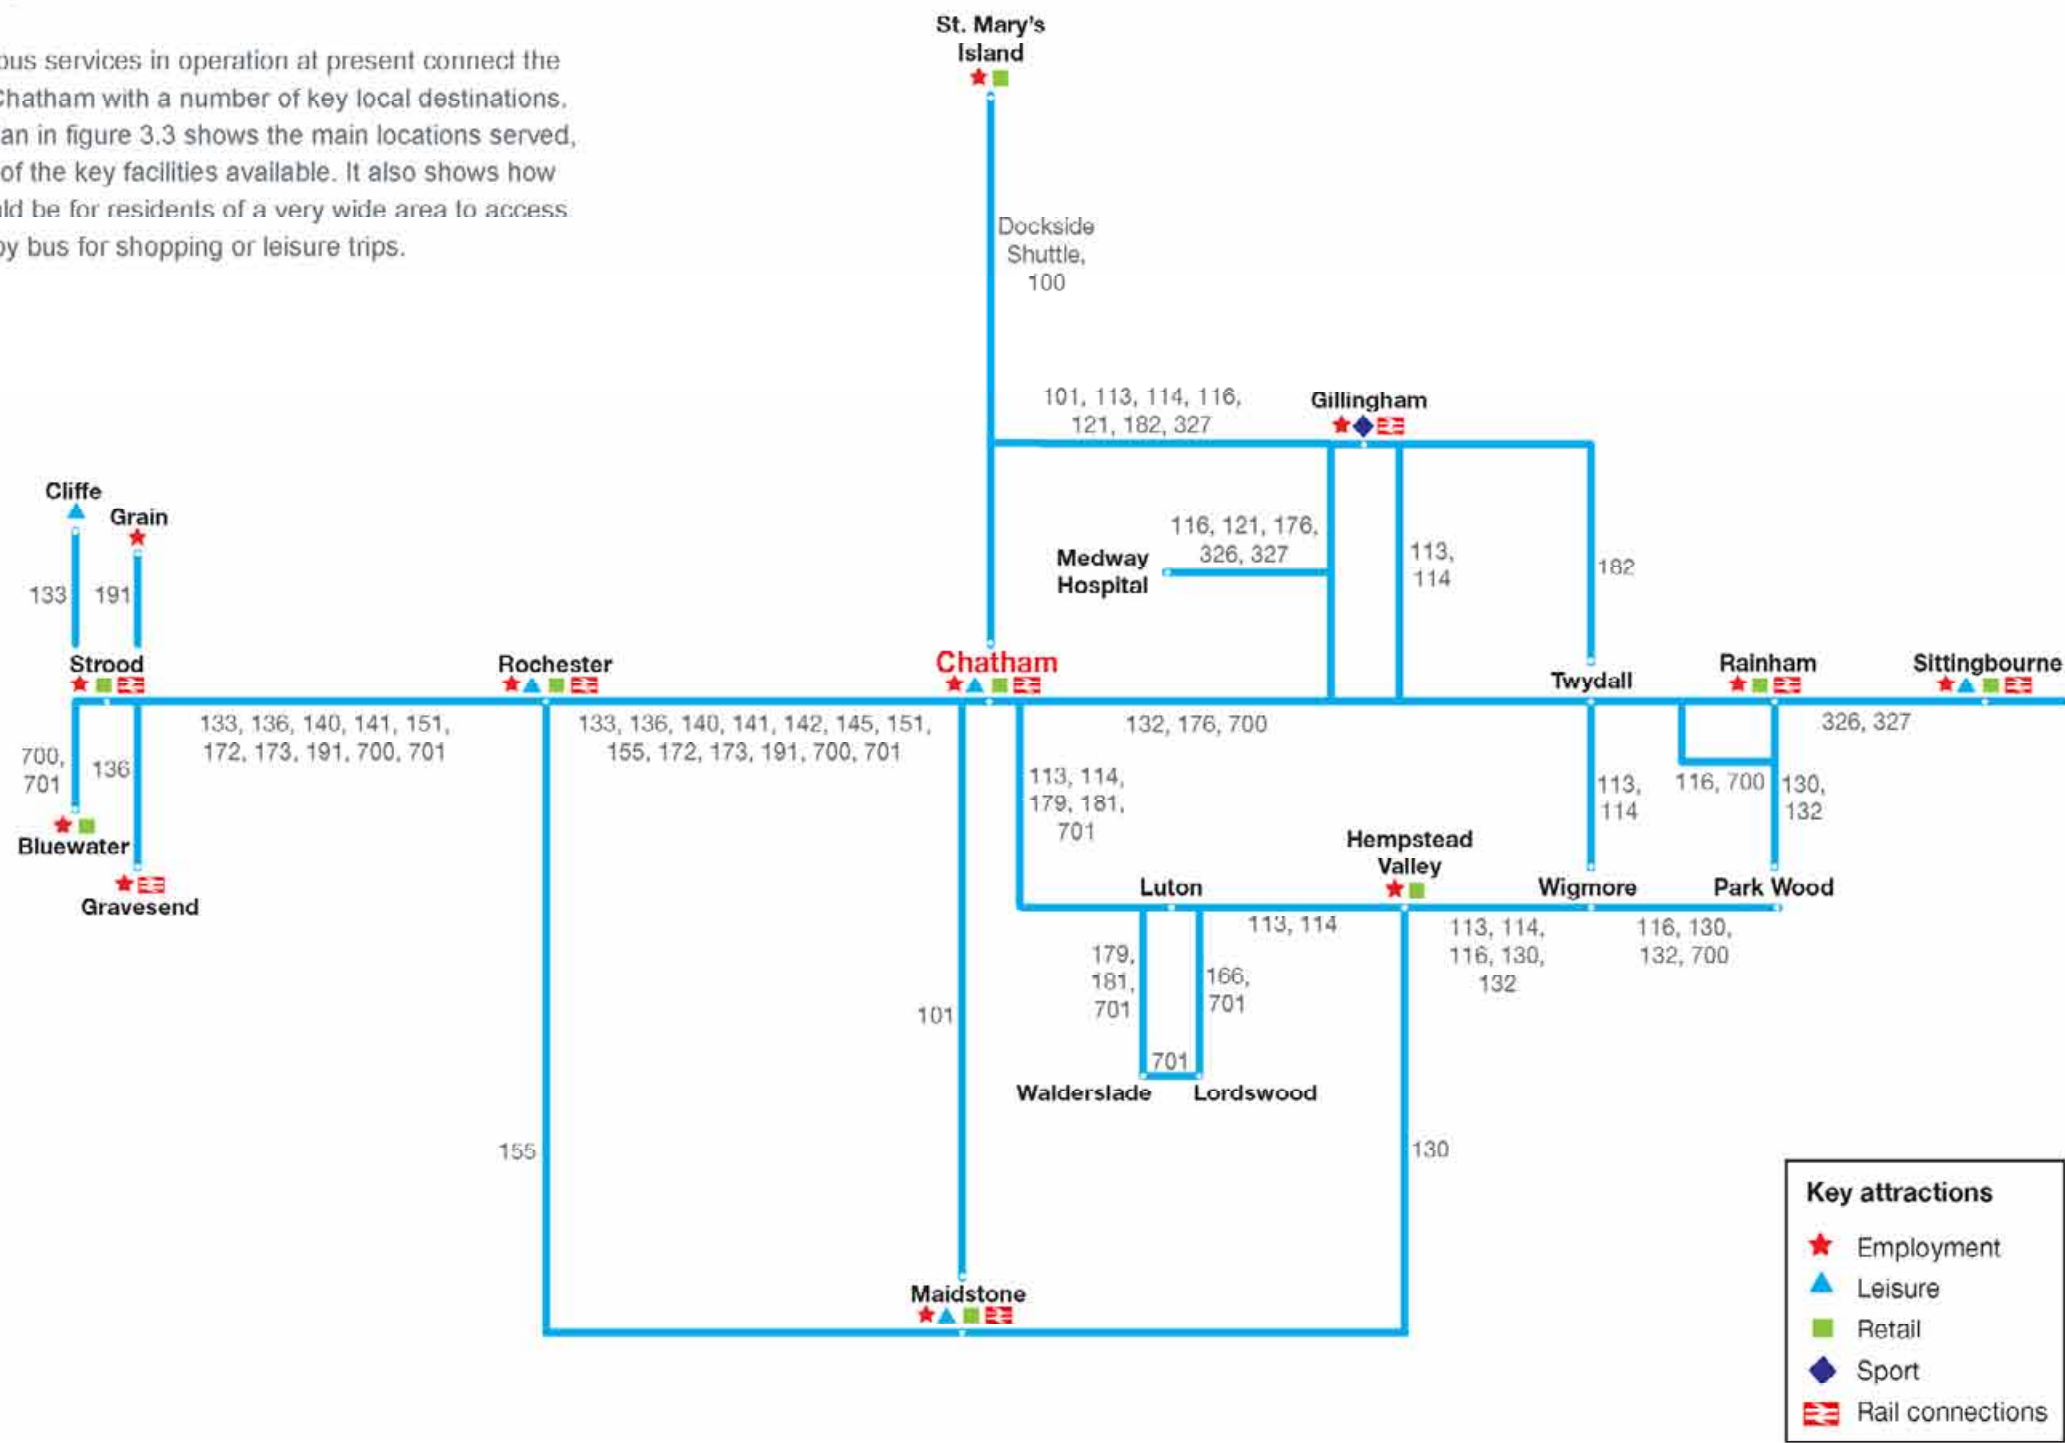 bus services in operation at present connect the
Chatham with a number of key local destinations.
an in figure 3.3 shows the main locations served,
of the key facilities available. It also shows how
ld be for residents of a very wide area to access
by bus for shopping or leisure trips.
St. Mary's
Island
Dockside
Shuttle,
100
101, 113, 114, 116,
121, 182, 327
Gillingham
Cliffe
Grain
133
191
116, 121, 176,
326, 327
Medway
Hospital
113,
114
182
Strood
Rochester
Chatham
Twydall
Rainham
Sittingbourne
133, 136, 140, 141, 151,
172, 173, 191, 700, 701
133, 136, 140, 141, 142, 145, 151,
155, 172, 173, 191, 700, 701
132, 176, 700
326, 327
700,
701
136
113, 114,
179, 181,
701
113,
114
116, 700
130,
132
Bluewater
Gravesend
Hempstead
Valley
Luton
Wigmore
Park Wood
113, 114
113, 114,
116, 130,
132
116, 130,
132, 700
179,
181,
701
166,
701
701
Walderslade
Lordswood
101
155
130
Maidstone
Key attractions
Employment
Leisure
Retail
Sport
Rail connections